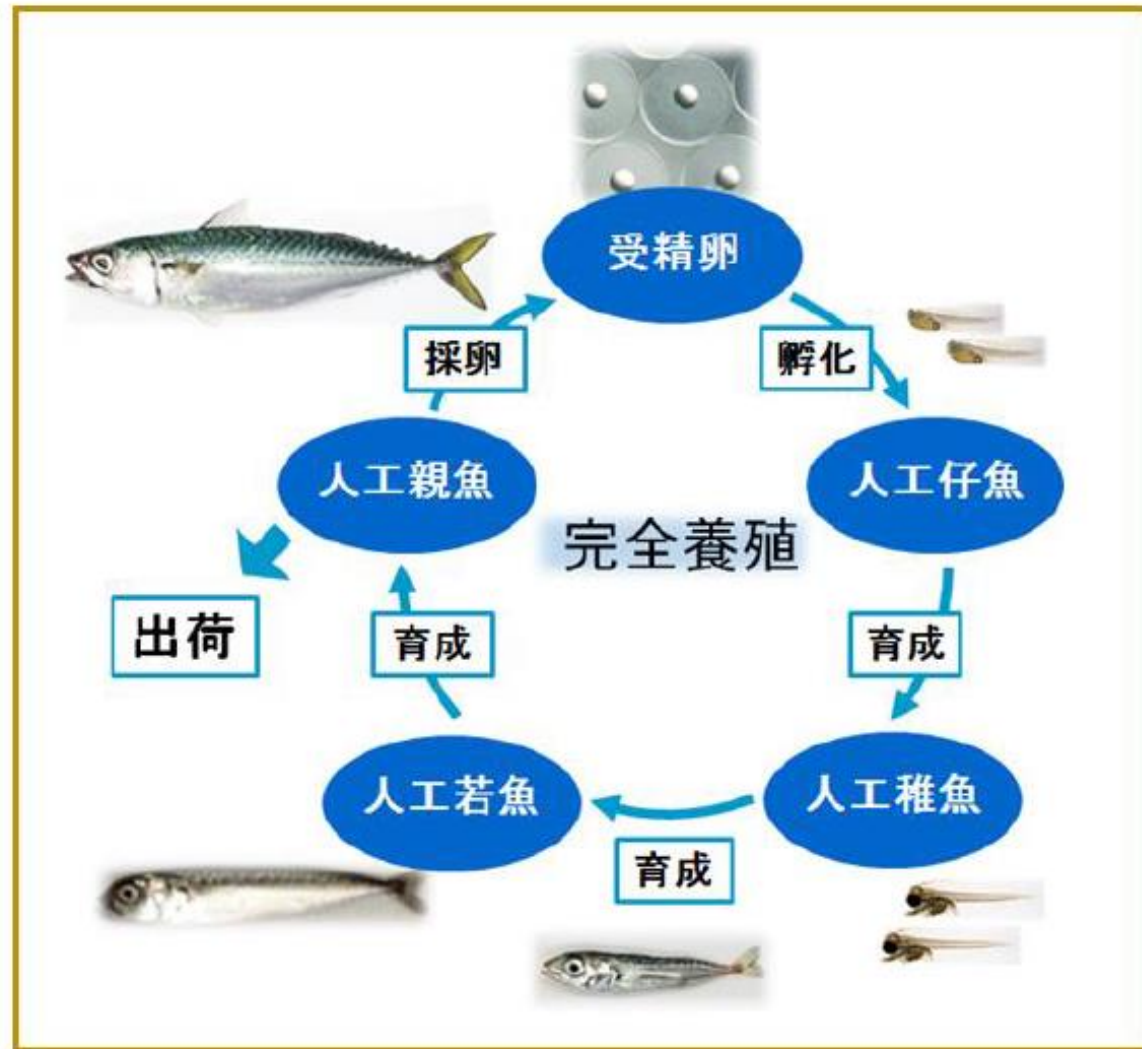 受精卵
採卵
孵化
人工親魚
人工仔魚
完全養殖
出荷
育成
育成
人工若魚
人工稚魚
育成